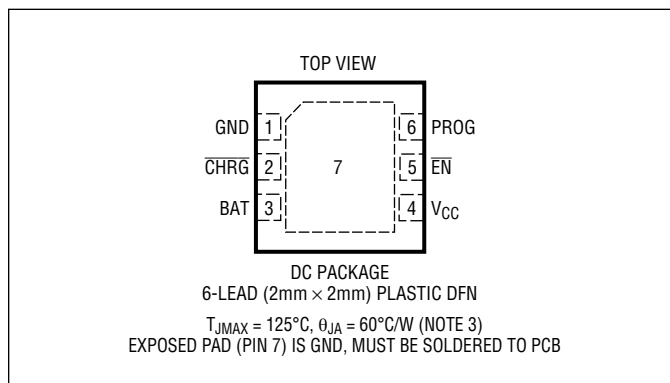 TOP VIEW
GND 1 6 PROG
CHRG 2 7 5 EN
BAT 3 4 VCC
DC PACKAGE
6-LEAD (2mm × 2mm) PLASTIC DFN
TJMAX = 125°C, θJA = 60°C/W (NOTE 3)
EXPOSED PAD (PIN 7) IS GND, MUST BE SOLDERED TO PCB